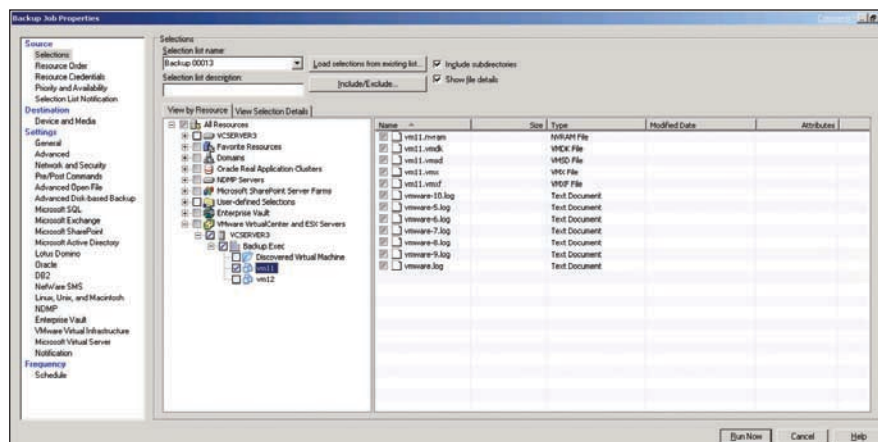 Backup Job Properties
Source
Selections
Resource Order
Resource Credentials
Priority and Availability
Selection List Notification
Destination
Device and Media
Settings
General
Advanced
Network and Security
Pre/Post Commands
Advanced Open File
Advanced Disk-based Backup
Microsoft SQL
Microsoft Exchange
Microsoft SharePoint
Microsoft Active Directory
Lotus Domino
Oracle
DB2
NetWare SMS
Linux, Unix, and Macintosh
NDMP
Enterprise Vault
VMware Virtual Infrastructure
Microsoft Virtual Server
Notification
Frequency
Schedule
Selections
Selection list name:
Backup 00013
Load selections from existing list...
Include subdirectories
Selection list description:
Include/Exclude...
Show file details
View by Resource
View Selection Details
All Resources
VCSERVER3
Favorite Resources
Domains
Oracle Real Application Clusters
NDMP Servers
Microsoft SharePoint Server Farms
User-defined Selections
Enterprise Vault
VMware VirtualCenter and ESX Servers
VCSERVER3
Backup Exec
Discovered Virtual Machine
vm11
vm12
Name Size Type Modified Date Attributes
vm11.nvram NVRAM File
vm11.vmdk VMDK File
vm11.vmsd VMSD File
vm11.vmx VMX File
vm11.vmxf VMXF File
vmware-10.log Text Document
vmware-5.log Text Document
vmware-6.log Text Document
vmware-7.log Text Document
vmware-8.log Text Document
vmware-9.log Text Document
vmware.log Text Document
Run Now Cancel Help